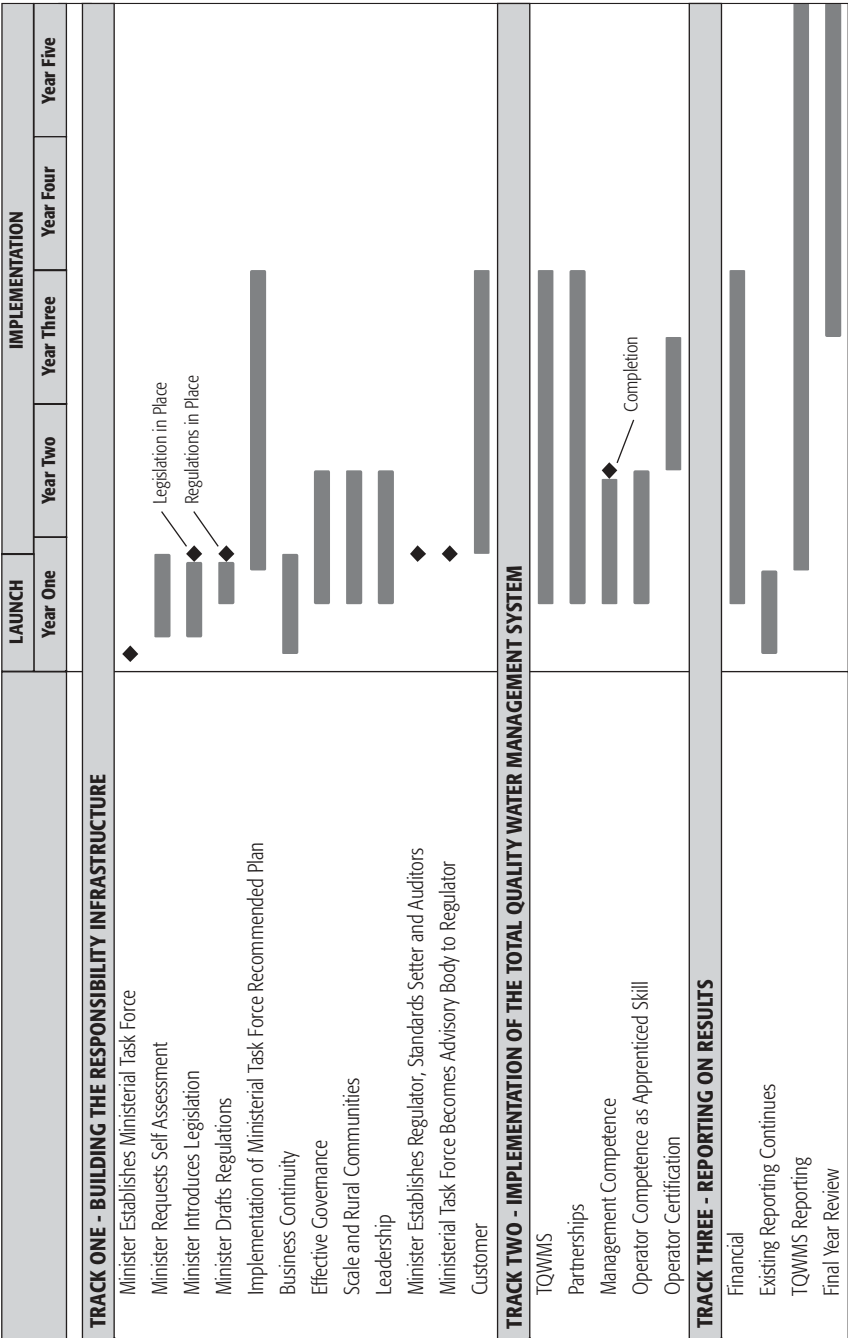 LAUNCH
IMPLEMENTATION
Year One
Year Two
Year Three
Year Four
Year Five
TRACK ONE - BUILDING THE RESPONSIBILITY INFRASTRUCTURE
Minister Establishes Ministerial Task Force
Minister Requests Self Assessment
Minister Introduces Legislation
Legislation in Place
Minister Drafts Regulations
Regulations in Place
Implementation of Ministerial Task Force Recommended Plan
Business Continuity
Effective Governance
Scale and Rural Communities
Leadership
Minister Establishes Regulator, Standards Setter and Auditors
Ministerial Task Force Becomes Advisory Body to Regulator
Customer
TRACK TWO - IMPLEMENTATION OF THE TOTAL QUALITY WATER MANAGEMENT SYSTEM
TQWMS
Partnerships
Management Competence
Completion
Operator Competence as Apprenticed Skill
Operator Certification
TRACK THREE - REPORTING ON RESULTS
Financial
Existing Reporting Continues
TQWMS Reporting
Final Year Review